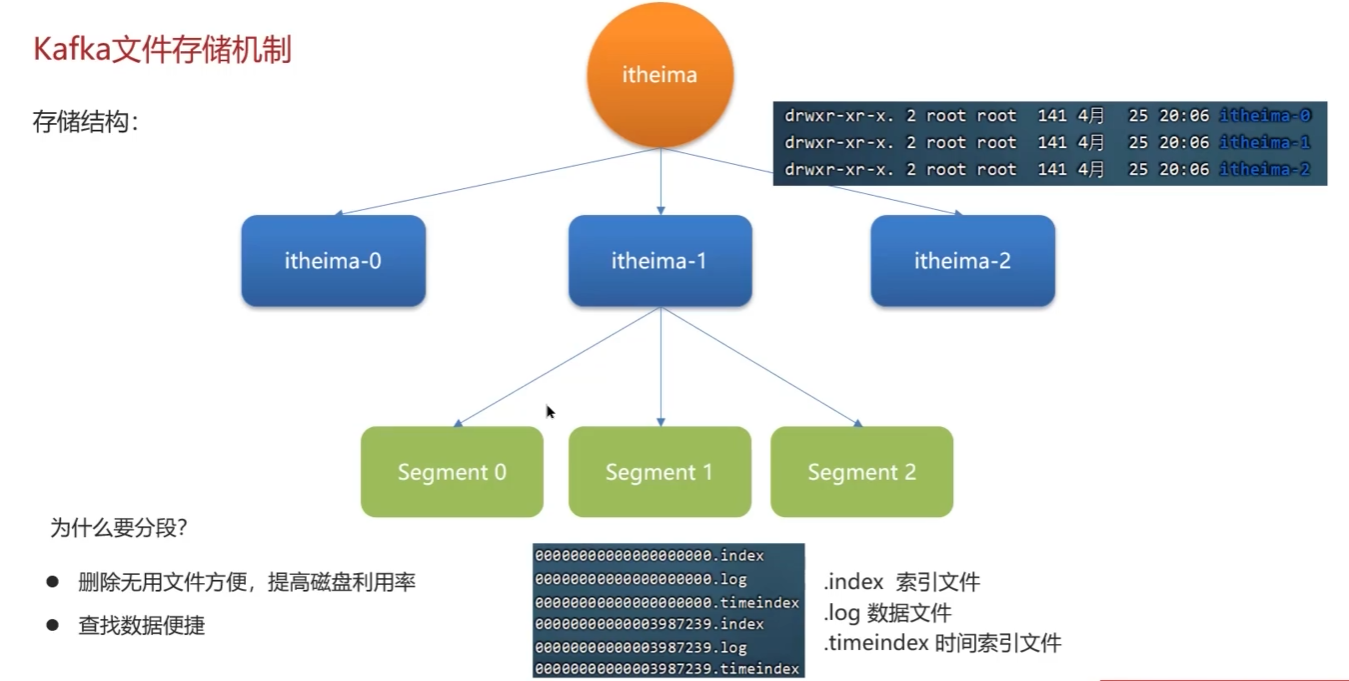 Kafka文件存储机制
itheima
存储结构：
drwxr-xr-x. 2 root root 141 4月 25 20:06 itheima-0
drwxr-xr-x. 2 root root 141 4月 25 20:06 itheima-1
drwxr-xr-x. 2 root root 141 4月 25 20:06 itheima-2
itheima-0
itheima-1
itheima-2
Segment 0
Segment 1
Segment 2
为什么要分段？
● 删除无用文件方便，提高磁盘利用率
● 查找数据便捷
00000000000000000000.index
00000000000000000000.log
00000000000000000000.timeindex
00000000000003987239.index
00000000000003987239.log
00000000000003987239.timeindex
.index 索引文件
.log 数据文件
.timeindex 时间索引文件